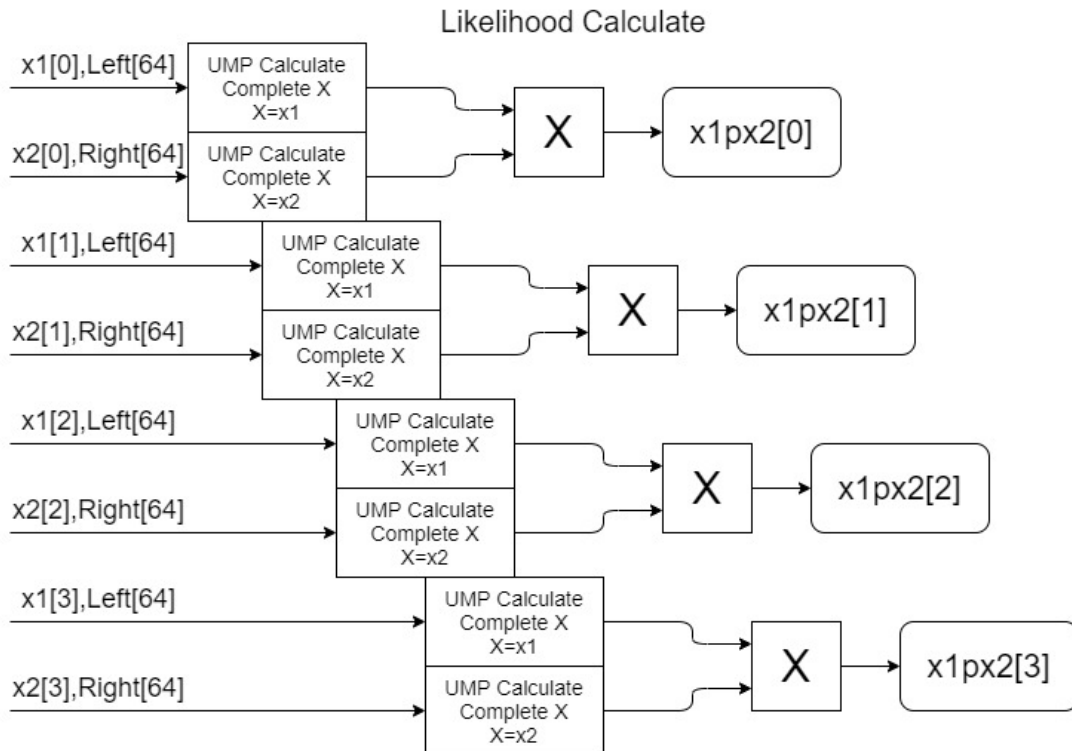 Likelihood Calculate
x1[0],Left[64]
UMP Calculate
Complete X
X=x1
x2[0],Right[64]
UMP Calculate
Complete X
X=x2
X
x1px2[0]
x1[1],Left[64]
UMP Calculate
Complete X
X=x1
x2[1],Right[64]
UMP Calculate
Complete X
X=x2
X
x1px2[1]
x1[2],Left[64]
UMP Calculate
Complete X
X=x1
x2[2],Right[64]
UMP Calculate
Complete X
X=x2
X
x1px2[2]
x1[3],Left[64]
UMP Calculate
Complete X
X=x1
x2[3],Right[64]
UMP Calculate
Complete X
X=x2
X
x1px2[3]